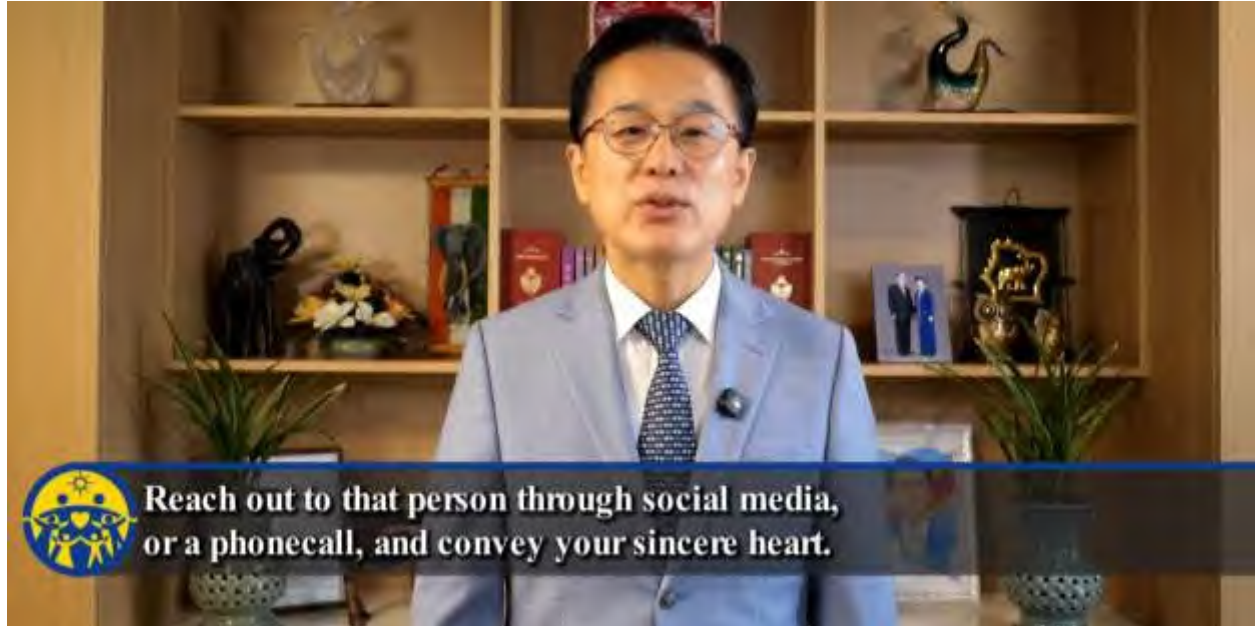 Reach out to that person through social media,
or a phonecall, and convey your sincere heart.